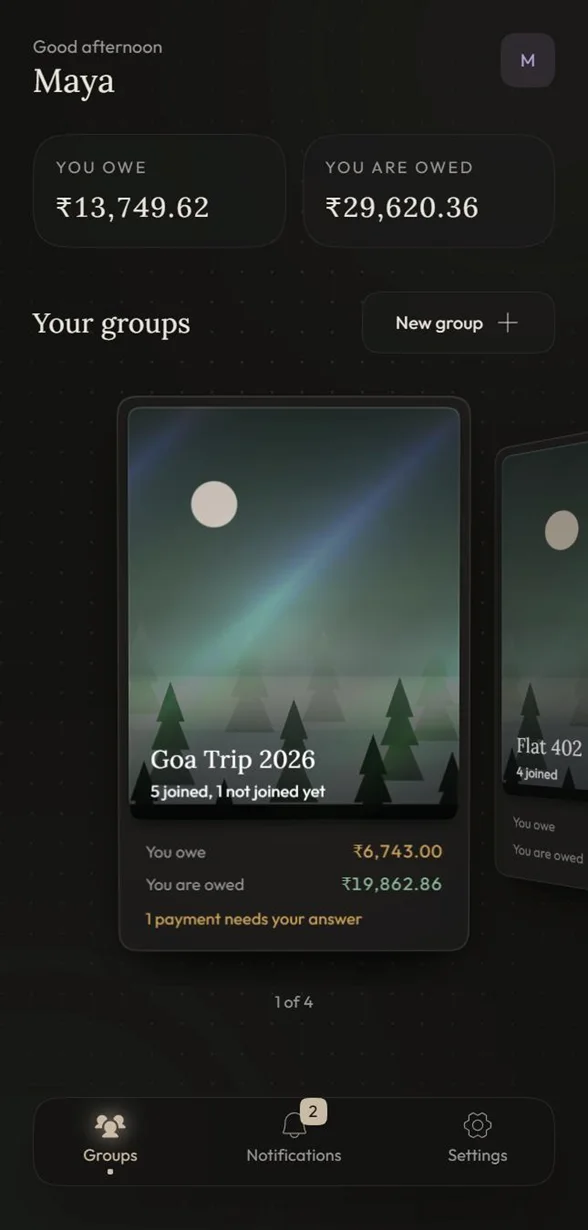 Good afternoon
Maya
M
YOU OWE
₹13,749.62
YOU ARE OWED
₹29,620.36
Your groups
New group
Goa Trip 2026
5 joined, 1 not joined yet
You owe ₹6,743.00
You are owed ₹19,862.86
1 payment needs your answer
Flat 402
4 joined
You owe
You are owed
1 of 4
2
Groups
Notifications
Settings